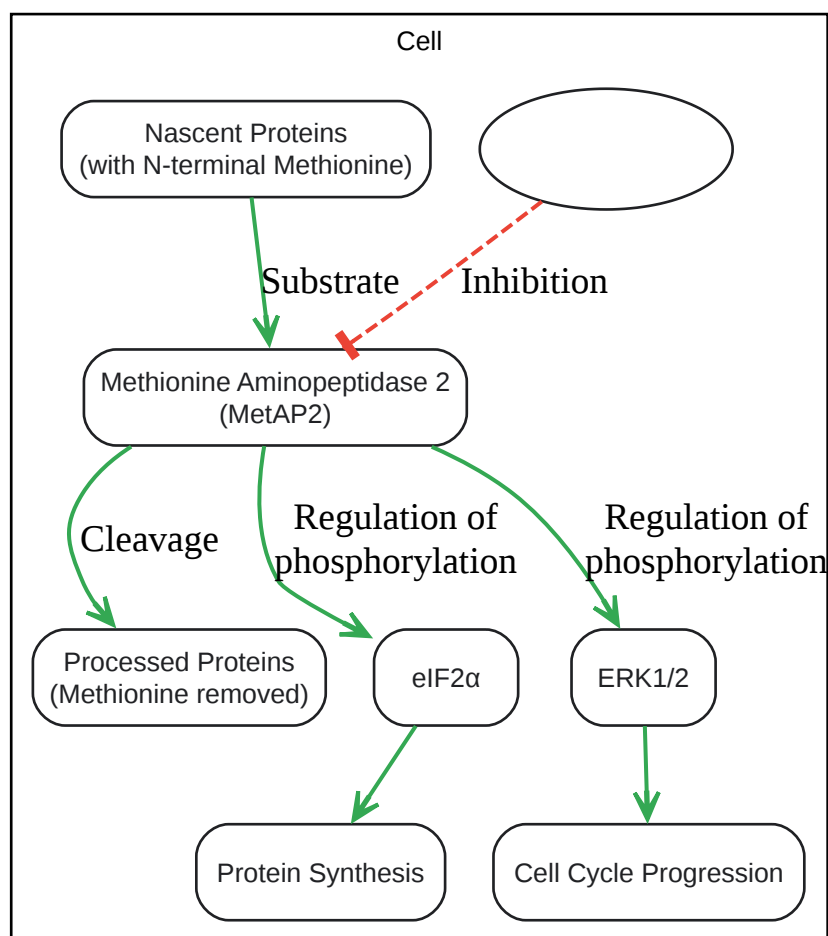 Cell
Nascent Proteins
(with N-terminal Methionine)
Substrate
Inhibition
Methionine Aminopeptidase 2
(MetAP2)
Cleavage
Regulation of
phosphorylation
Regulation of
phosphorylation
Processed Proteins
(Methionine removed)
eIF2α
ERK1/2
Protein Synthesis
Cell Cycle Progression